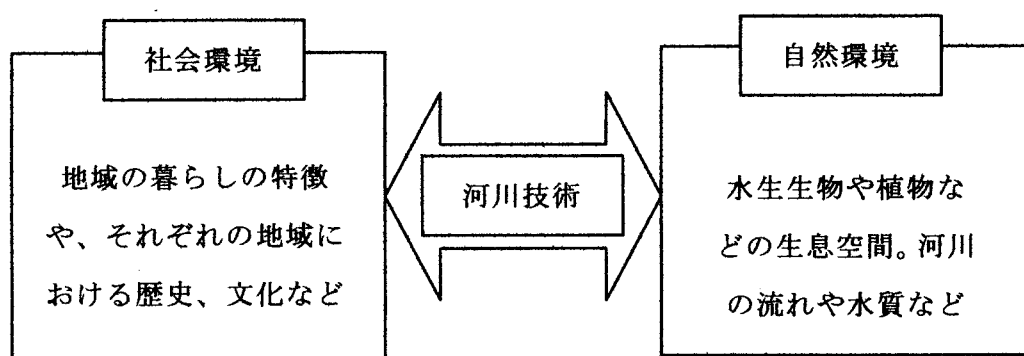 社会環境
地域の暮らしの特徴
や、それぞれの地域に
おける歴史、文化など
河川技術
自然環境
水生生物や植物な
どの生息空間。河川
の流れや水質など